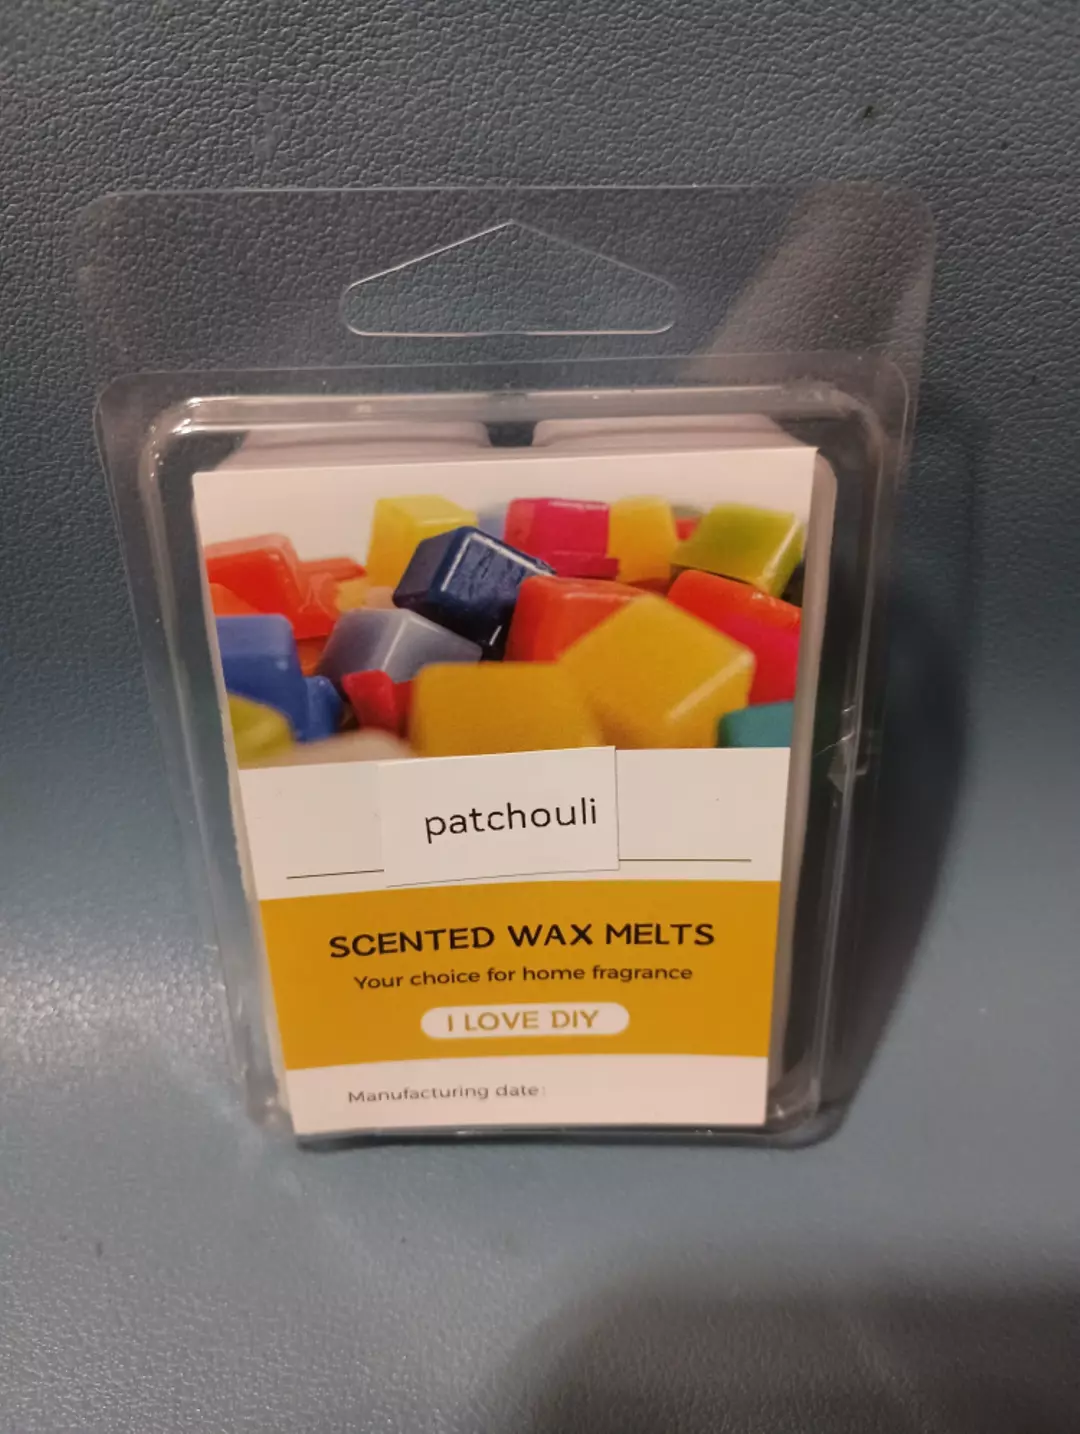 patchouli
SCENTED WAX MELTS
Your choice for home fragrance
I LOVE DIY
Manufacturing date: